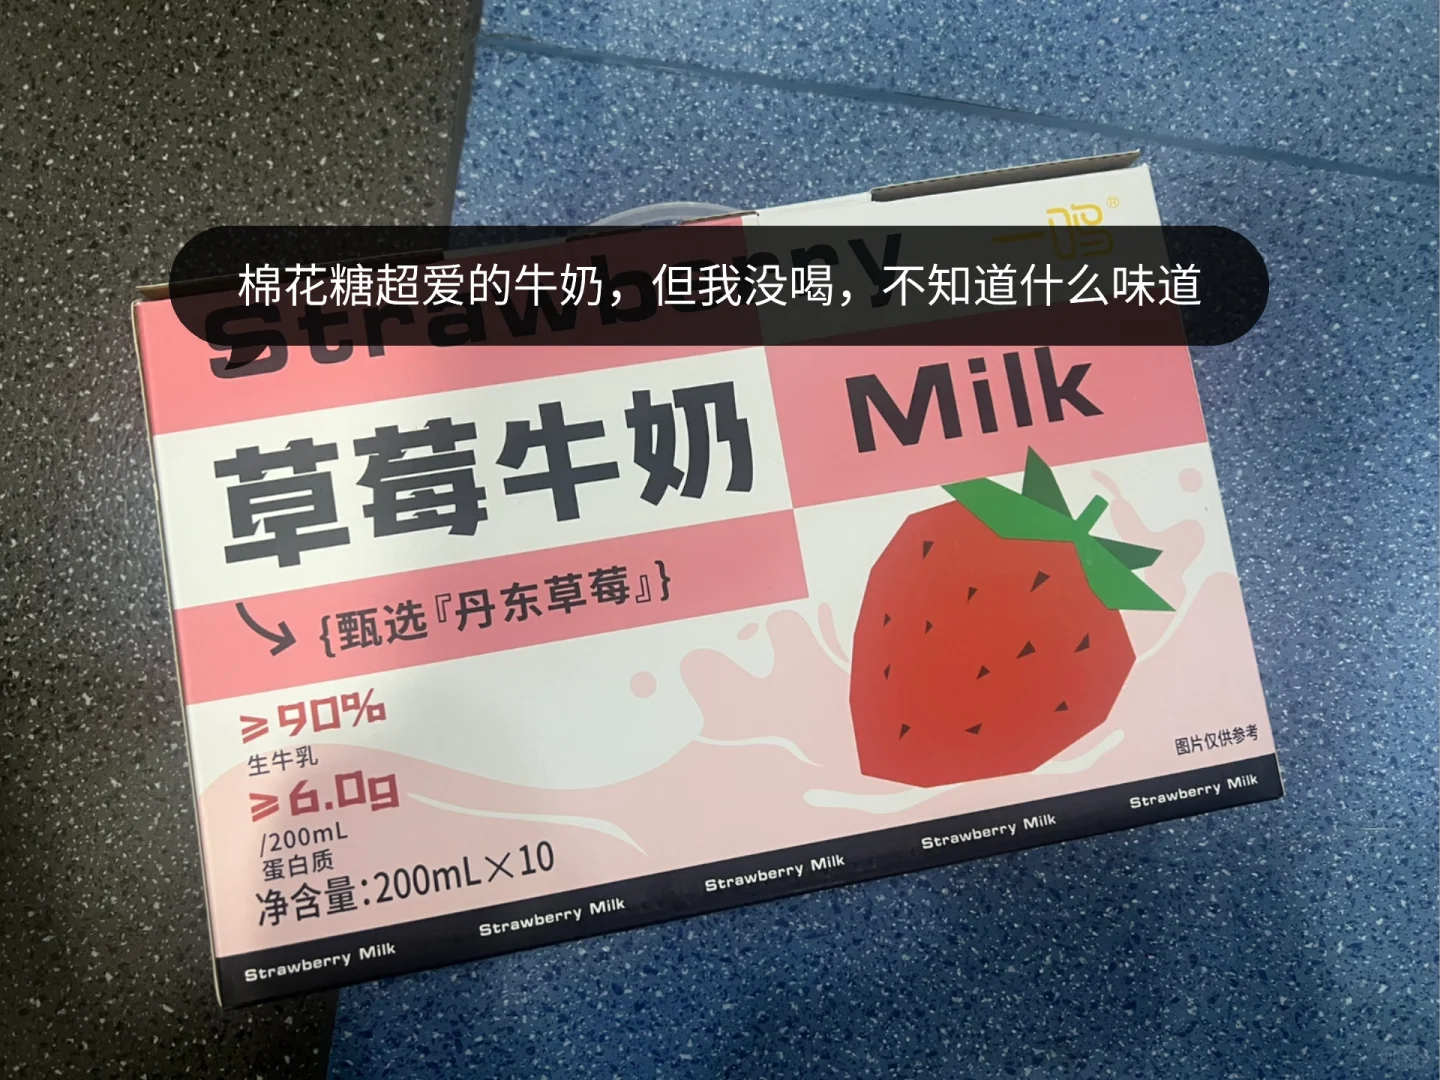 一鸣®
Strawberry
棉花糖超爱的牛奶，但我没喝，不知道什么味道
Milk
草莓牛奶
{甄选『丹东草莓』}
≥90%
生牛乳
≥6.0g
/200mL
蛋白质
净含量:200mL×10
图片仅供参考
Strawberry Milk
Strawberry Milk
Strawberry Milk
Strawberry Milk
Strawberry Milk